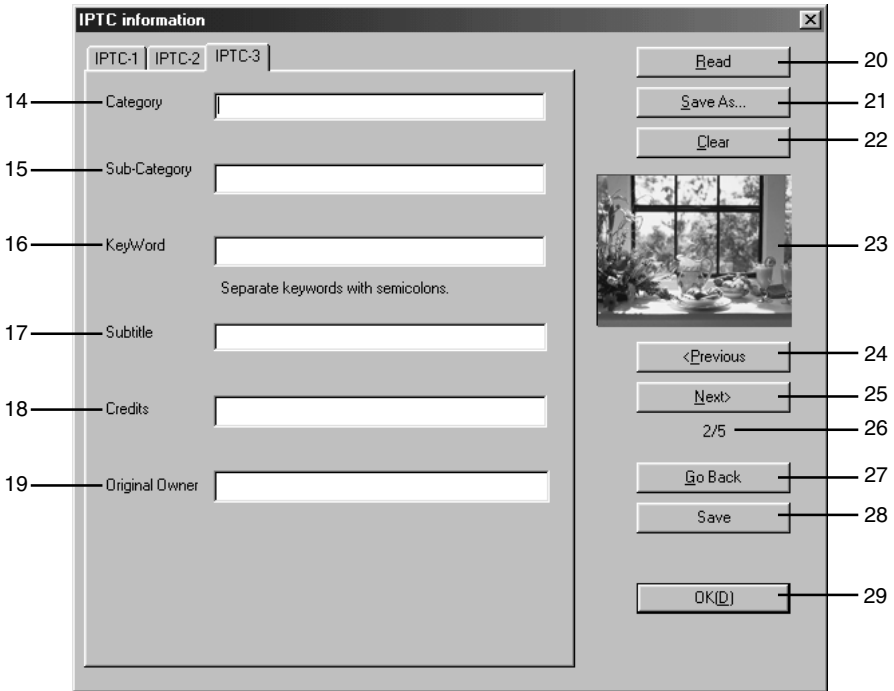 IPTC information
IPTC-1 IPTC-2 IPTC-3
Read 20
14 Category
Save As... 21
Clear 22
15 Sub-Category
16 KeyWord
23
Separate keywords with semicolons.
17 Subtitle
<Previous 24
Next> 25
18 Credits
2/5 26
19 Original Owner
Go Back 27
Save 28
OK(D) 29